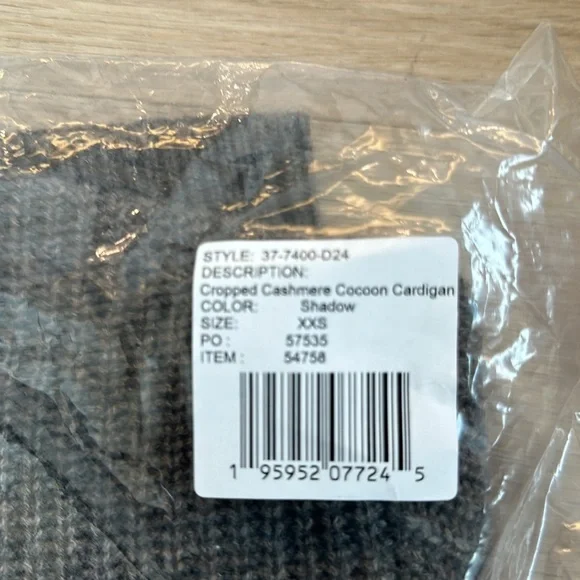 STYLE: 37-7400-D24
DESCRIPTION:
Cropped Cashmere Cocoon Cardigan
COLOR: Shadow
SIZE: XXS
PO : 57535
ITEM : 54758
1 95952 07724 5